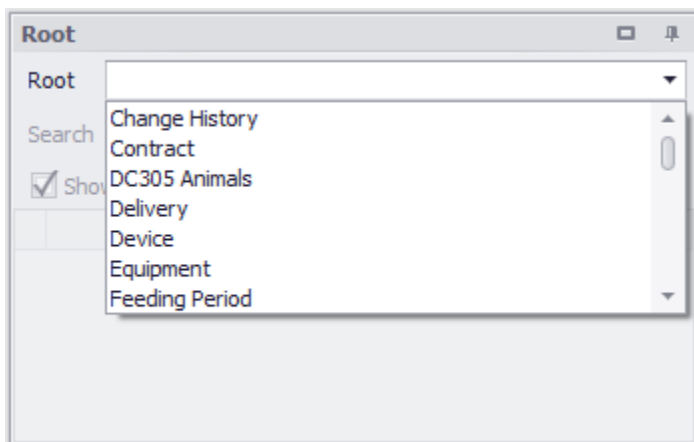 Root
Root
Change History
Search
Contract
Show
DC305 Animals
Delivery
Device
Equipment
Feeding Period